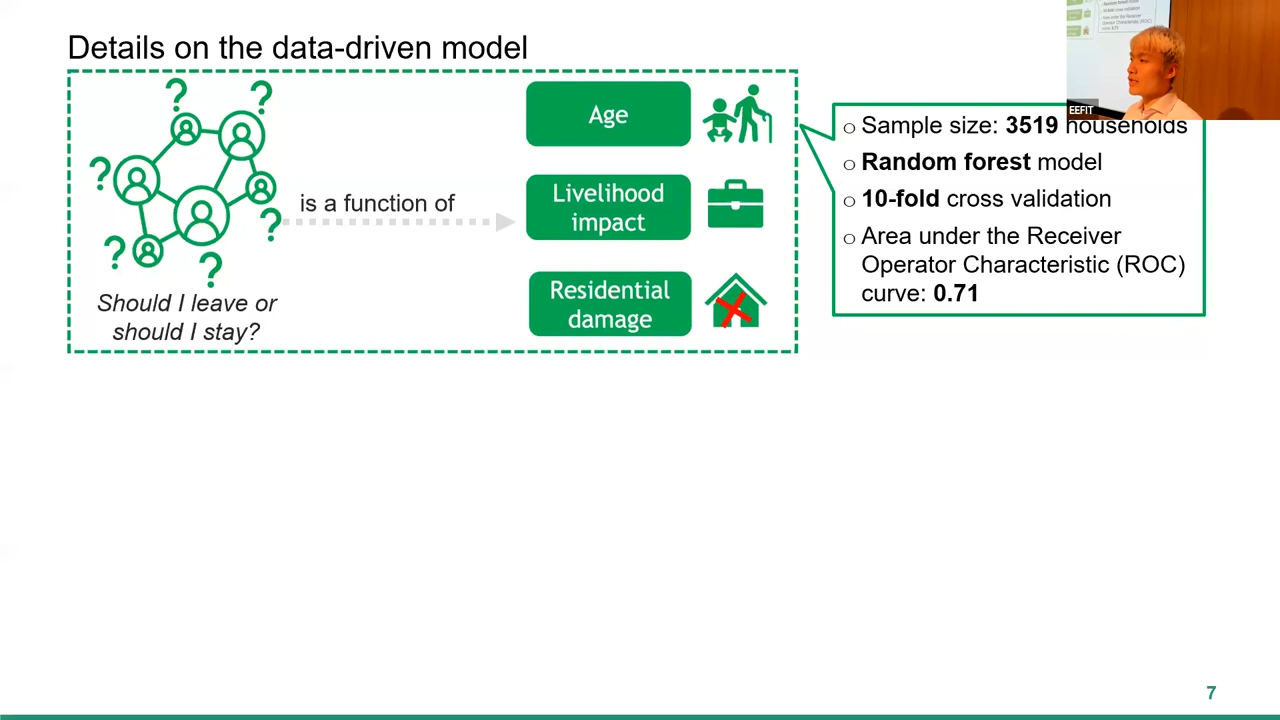 Details on the data-driven model
?
?
?
?
?
?
Should I leave or
should I stay?
is a function of
Age
Livelihood
impact
Residential
damage
EEFIT
Sample size: 3519 households
Random forest model
10-fold cross validation
Area under the Receiver
Operator Characteristic (ROC)
curve: 0.71
7